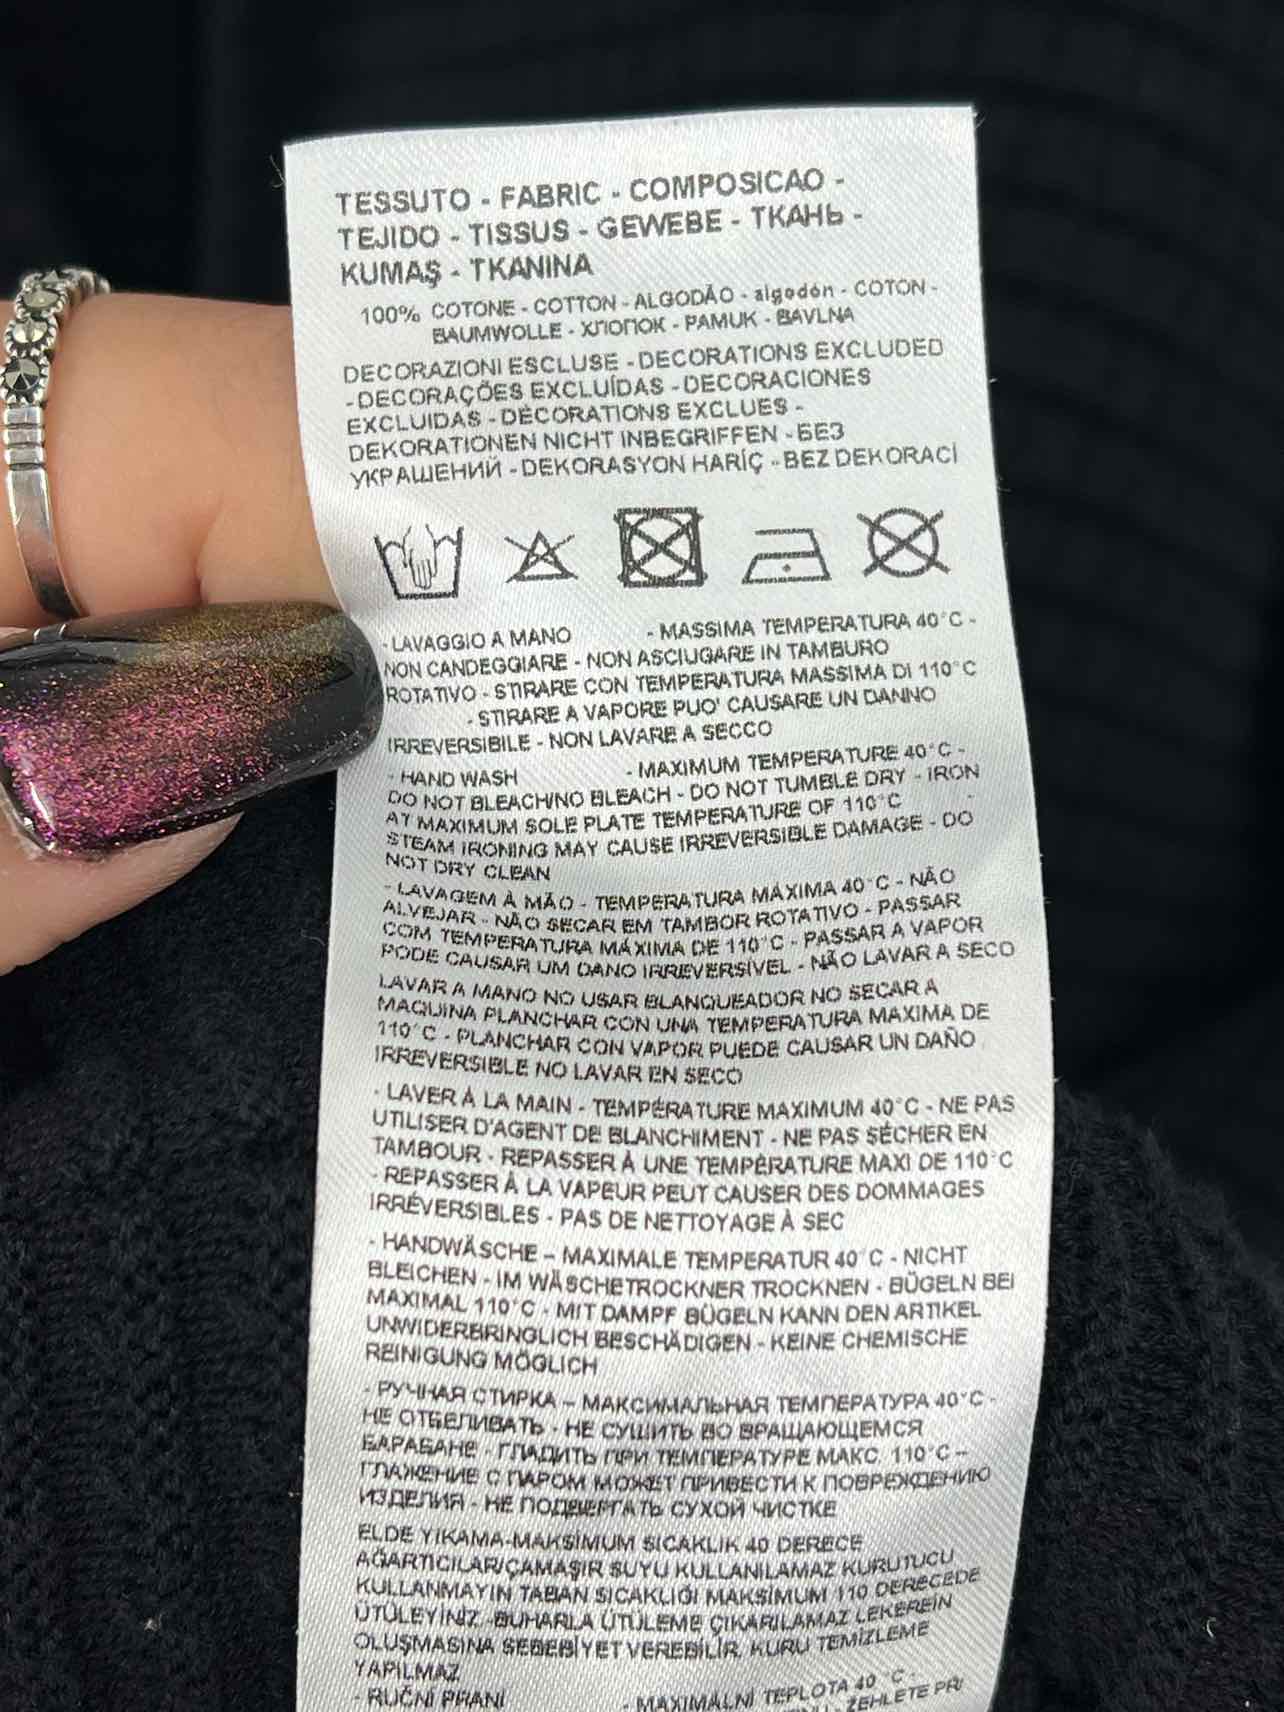 TESSUTO - FABRIC - COMPOSICAO -
TEJIDO - TISSUS - GEWEBE - ТКАНЬ -
KUMAŞ - TKANINA
100% COTONE - COTTON - ALGODÃO - algodón - COTON -
BAUMWOLLE - ХЛОПОК - PAMUK - BAVLNA
DECORAZIONI ESCLUSE - DECORATIONS EXCLUDED
- DECORAÇÕES EXCLUÍDAS - DECORACIONES
EXCLUIDAS - DÉCORATIONS EXCLUES -
DEKORATIONEN NICHT INBEGRIFFEN - БЕЗ
УКРАШЕНИЙ - DEKORASYON HARİÇ - BEZ DEKORACÍ
- LAVAGGIO A MANO - MASSIMA TEMPERATURA 40°C -
NON CANDEGGIARE - NON ASCIUGARE IN TAMBURO
ROTATIVO - STIRARE CON TEMPERATURA MASSIMA DI 110°C
- STIRARE A VAPORE PUO' CAUSARE UN DANNO
IRREVERSIBILE - NON LAVARE A SECCO
- HAND WASH - MAXIMUM TEMPERATURE 40°C -
DO NOT BLEACH/NO BLEACH - DO NOT TUMBLE DRY - IRON
AT MAXIMUM SOLE PLATE TEMPERATURE OF 110°C -
STEAM IRONING MAY CAUSE IRREVERSIBLE DAMAGE - DO
NOT DRY CLEAN
- LAVAGEM À MÃO - TEMPERATURA MÁXIMA 40°C - NÃO
ALVEJAR - NÃO SECAR EM TAMBOR ROTATIVO - PASSAR
COM TEMPERATURA MÁXIMA DE 110°C - PASSAR A VAPOR
PODE CAUSAR UM DANO IRREVERSÍVEL - NÃO LAVAR A SECO
LAVAR A MANO NO USAR BLANQUEADOR NO SECAR A
MAQUINA PLANCHAR CON UNA TEMPERATURA MAXIMA DE
110°C - PLANCHAR CON VAPOR PUEDE CAUSAR UN DAÑO
IRREVERSIBLE NO LAVAR EN SECO
- LAVER À LA MAIN - TEMPÉRATURE MAXIMUM 40°C - NE PAS
UTILISER D'AGENT DE BLANCHIMENT - NE PAS SÉCHER EN
TAMBOUR - REPASSER À UNE TEMPÉRATURE MAXI DE 110°C
- REPASSER À LA VAPEUR PEUT CAUSER DES DOMMAGES
IRRÉVERSIBLES - PAS DE NETTOYAGE À SEC
- HANDWÄSCHE – MAXIMALE TEMPERATUR 40°C - NICHT
BLEICHEN - IM WÄSCHETROCKNER TROCKNEN - BÜGELN BEI
MAXIMAL 110°C - MIT DAMPF BÜGELN KANN DEN ARTIKEL
UNWIDERBRINGLICH BESCHÄDIGEN - KEINE CHEMISCHE
REINIGUNG MÖGLICH
- РУЧНАЯ СТИРКА – МАКСИМАЛЬНАЯ ТЕМПЕРАТУРА 40°C -
НЕ ОТБЕЛИВАТЬ - НЕ СУШИТЬ ВО ВРАЩАЮЩЕМСЯ
БАРАБАНЕ - ГЛАДИТЬ ПРИ ТЕМПЕРАТУРЕ МАКС. 110°C –
ГЛАЖЕНИЕ С ПАРОМ МОЖЕТ ПРИВЕСТИ К ПОВРЕЖДЕНИЮ
ИЗДЕЛИЯ - НЕ ПОДВЕРГАТЬ СУХОЙ ЧИСТКЕ
ELDE YIKAMA-MAKSİMUM SICAKLIK 40 DERECE
AĞARTICILAR/ÇAMAŞIR SUYU KULLANILAMAZ KURUTUCU
KULLANMAYIN TABAN SICAKLIĞI MAKSİMUM 110 DERECEDE
ÜTÜLEYİNİZ -BUHARLA ÜTÜLEME ÇIKARILAMAZ LEKEREİN
OLUŞMASINA SEBEBİYET VEREBİLİR. KURU TEMİZLEME
YAPILMAZ
- RUČNÍ PRANÍ - MAXIMÁLNÍ TEPLOTA 40°C -
- ŽEHLETE PŘI